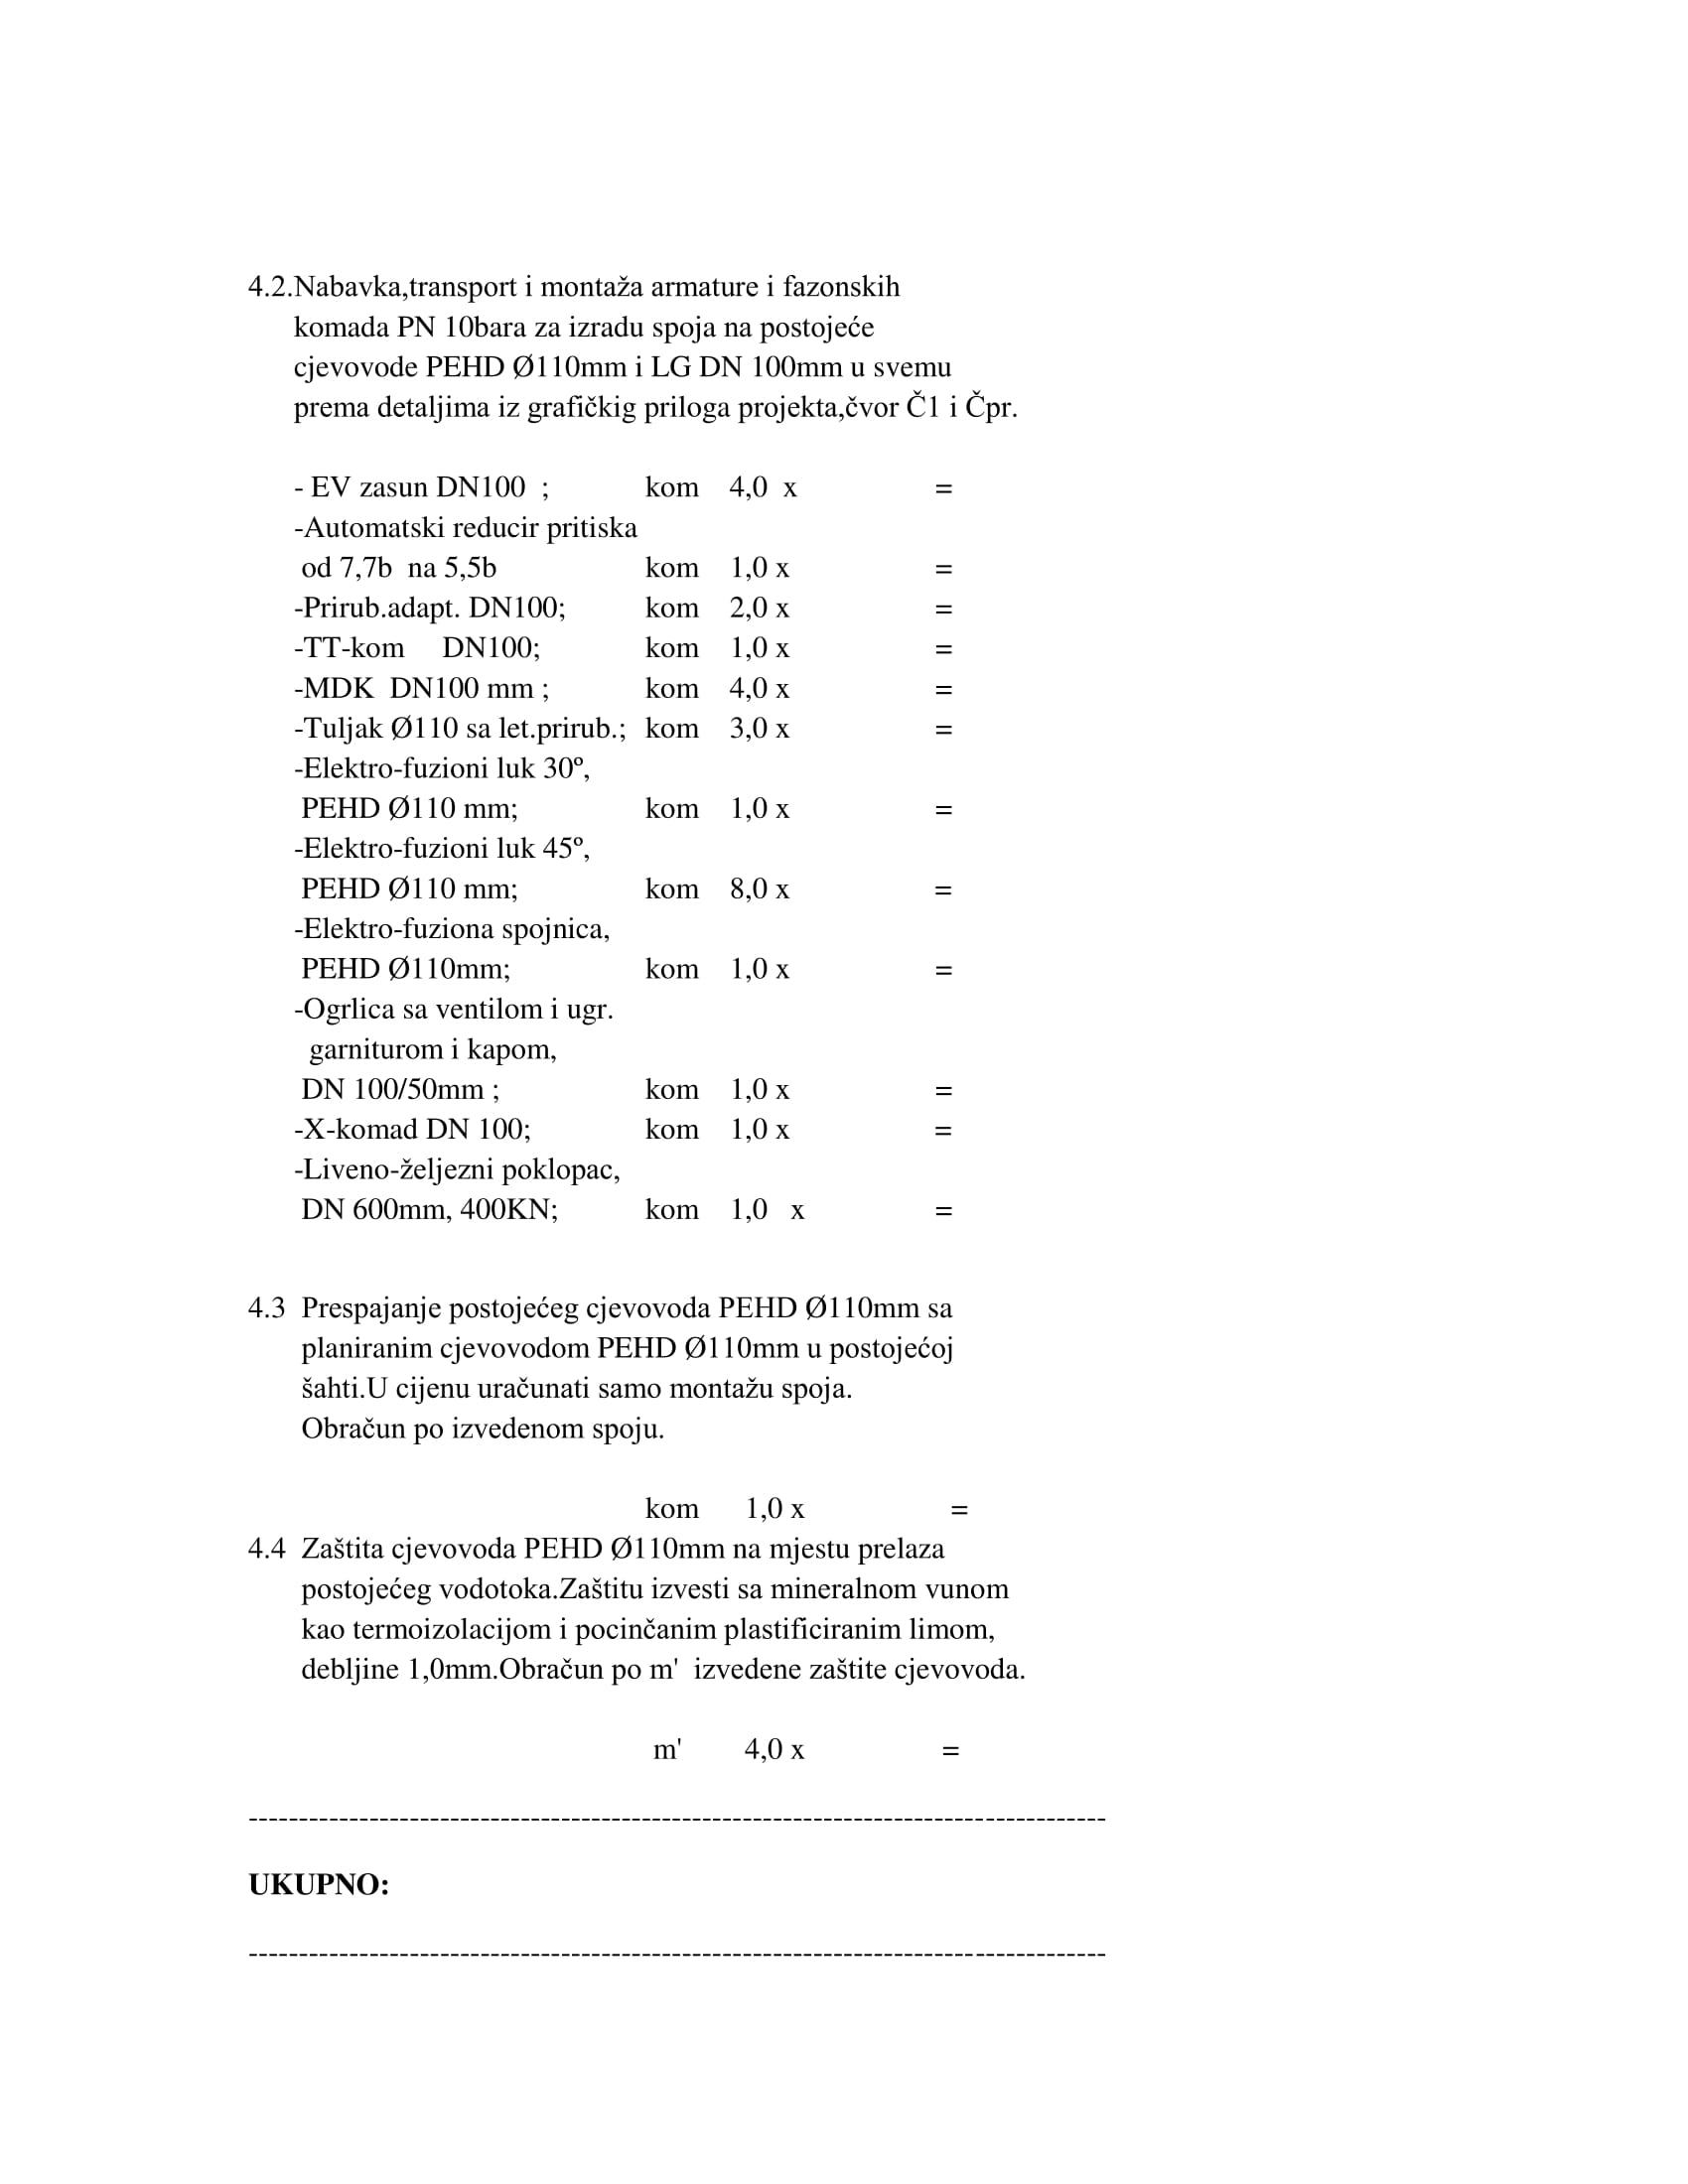 4.2.Nabavka,transport i montaža armature i fazonskih
komada PN 10bara za izradu spoja na postojeće
cjevovode PEHD Ø110mm i LG DN 100mm u svemu
prema detaljima iz grafičkig priloga projekta,čvor Č1 i Čpr.
- EV zasun DN100 ; kom 4,0 x =
-Automatski reducir pritiska
od 7,7b na 5,5b kom 1,0 x =
-Prirub.adapt. DN100; kom 2,0 x =
-TT-kom DN100; kom 1,0 x =
-MDK DN100 mm ; kom 4,0 x =
-Tuljak Ø110 sa let.prirub.; kom 3,0 x =
-Elektro-fuzioni luk 30º,
PEHD Ø110 mm; kom 1,0 x =
-Elektro-fuzioni luk 45º,
PEHD Ø110 mm; kom 8,0 x =
-Elektro-fuziona spojnica,
PEHD Ø110mm; kom 1,0 x =
-Ogrlica sa ventilom i ugr.
garniturom i kapom,
DN 100/50mm ; kom 1,0 x =
-X-komad DN 100; kom 1,0 x =
-Liveno-željezni poklopac,
DN 600mm, 400KN; kom 1,0 x =
4.3 Prespajanje postojećeg cjevovoda PEHD Ø110mm sa
planiranim cjevovodom PEHD Ø110mm u postojećoj
šahti.U cijenu uračunati samo montažu spoja.
Obračun po izvedenom spoju.
kom 1,0 x =
4.4 Zaštita cjevovoda PEHD Ø110mm na mjestu prelaza
postojećeg vodotoka.Zaštitu izvesti sa mineralnom vunom
kao termoizolacijom i pocinčanim plastificiranim limom,
debljine 1,0mm.Obračun po m' izvedene zaštite cjevovoda.
m' 4,0 x =
-------------------------------------------------------------------------------------
UKUPNO:
-------------------------------------------------------------------------------------